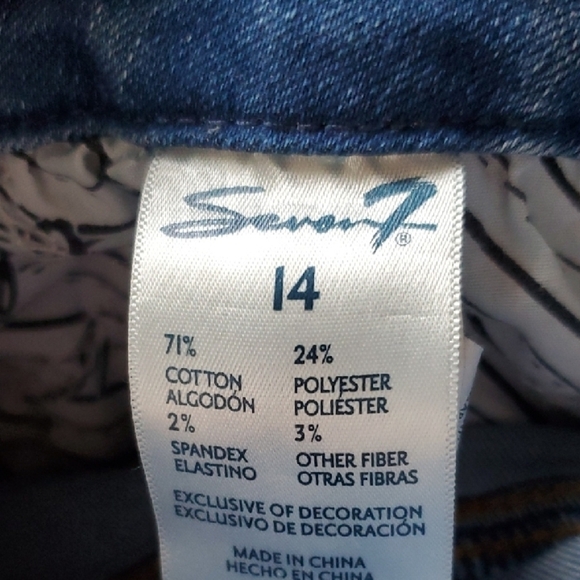 Seven7®
14
71% 24%
COTTON POLYESTER
ALGODÓN POLIÉSTER
2% 3%
SPANDEX OTHER FIBER
ELASTINO OTRAS FIBRAS
EXCLUSIVE OF DECORATION
EXCLUSIVO DE DECORACIÓN
MADE IN CHINA
HECHO EN CHINA